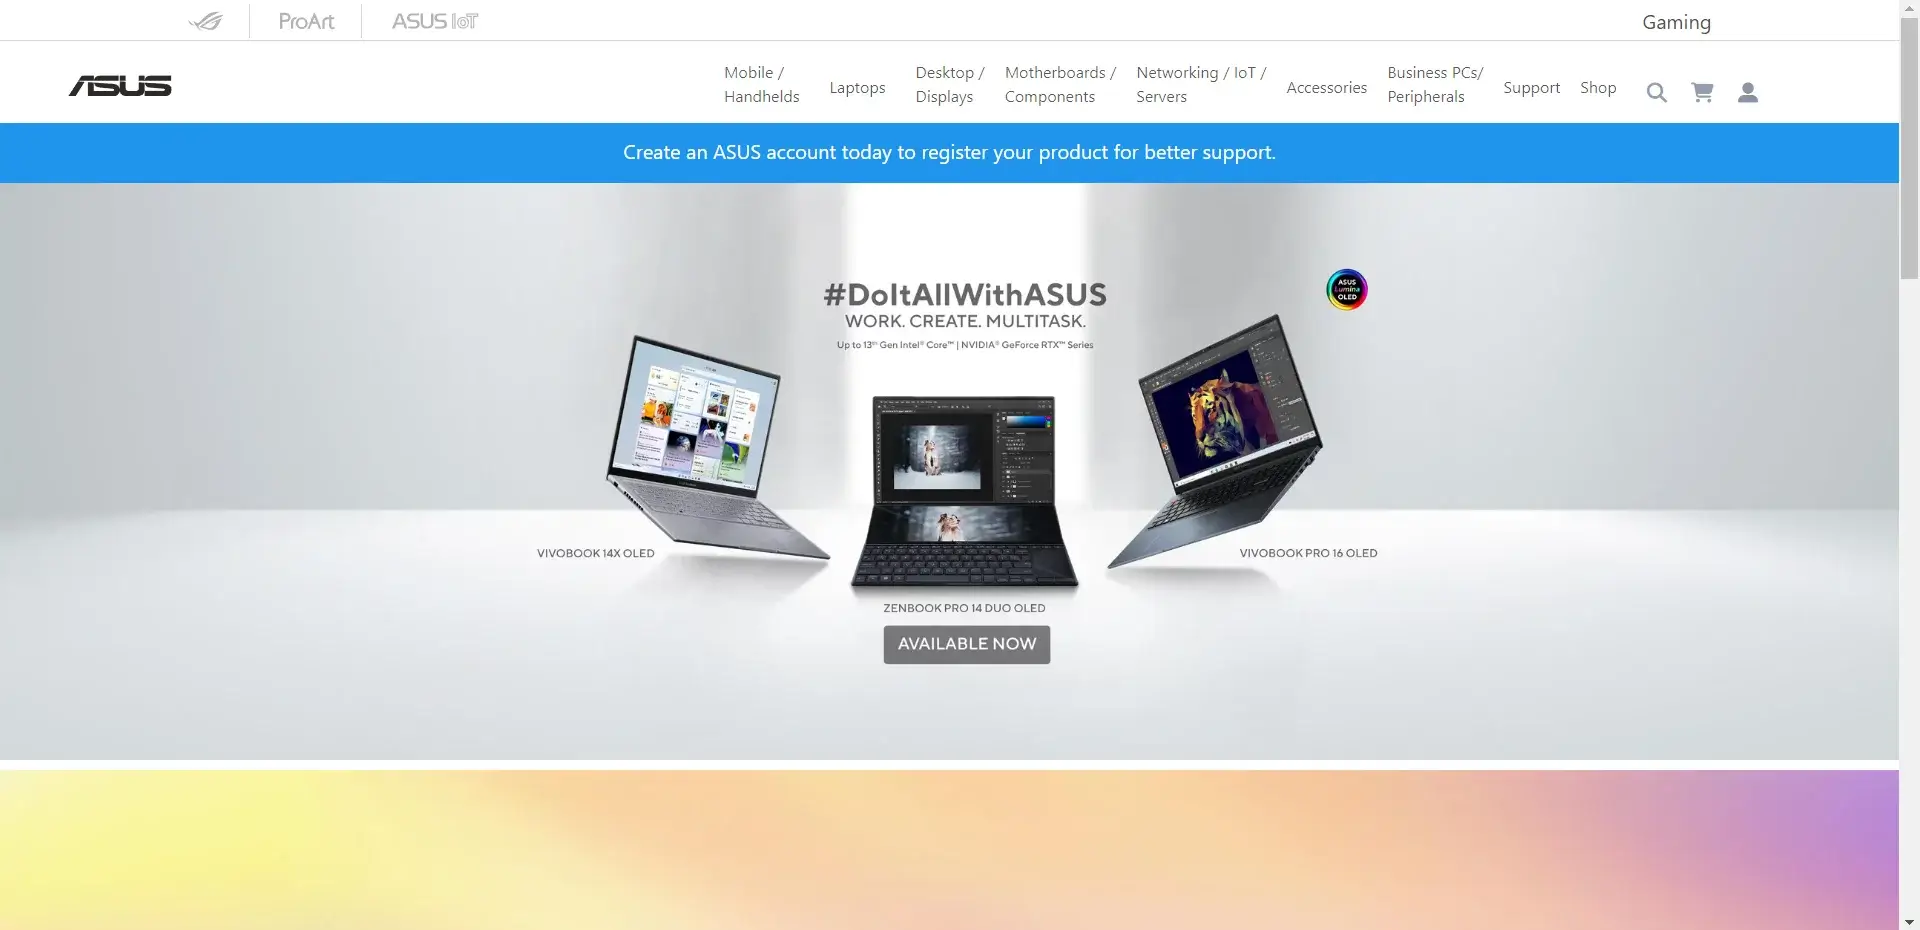 ProArt
ASUS IoT
Gaming
ASUS
Mobile /
Handhelds
Laptops
Desktop /
Displays
Motherboards /
Components
Networking / IoT /
Servers
Accessories
Business PCs/
Peripherals
Support
Shop
Create an ASUS account today to register your product for better support.
#DoItAllWithASUS
WORK. CREATE. MULTITASK.
Up to 13th Gen Intel® Core™ | NVIDIA® GeForce RTX™ Series
ASUS
Lumina
OLED
VIVOBOOK 14X OLED
VIVOBOOK PRO 16 OLED
ZENBOOK PRO 14 DUO OLED
AVAILABLE NOW